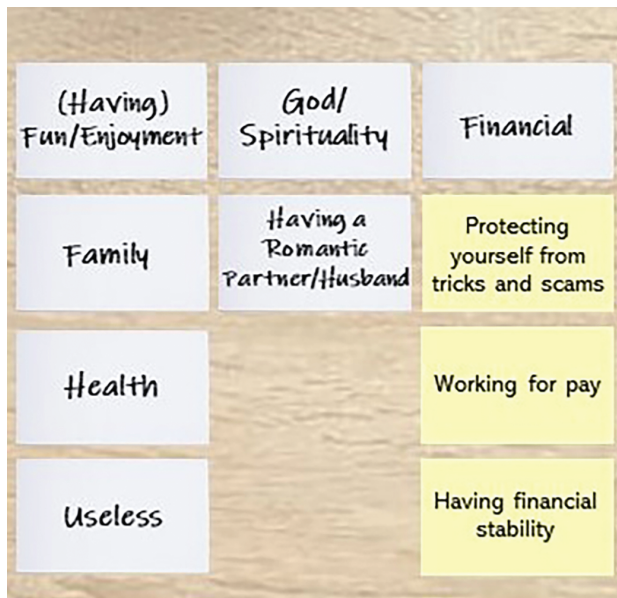 (Having)
Fun/Enjoyment
God/
Spirituality
Financial
Family
Having a
Romantic
Partner/Husband
Protecting
yourself from
tricks and scams
Health
Working for pay
Useless
Having financial
stability